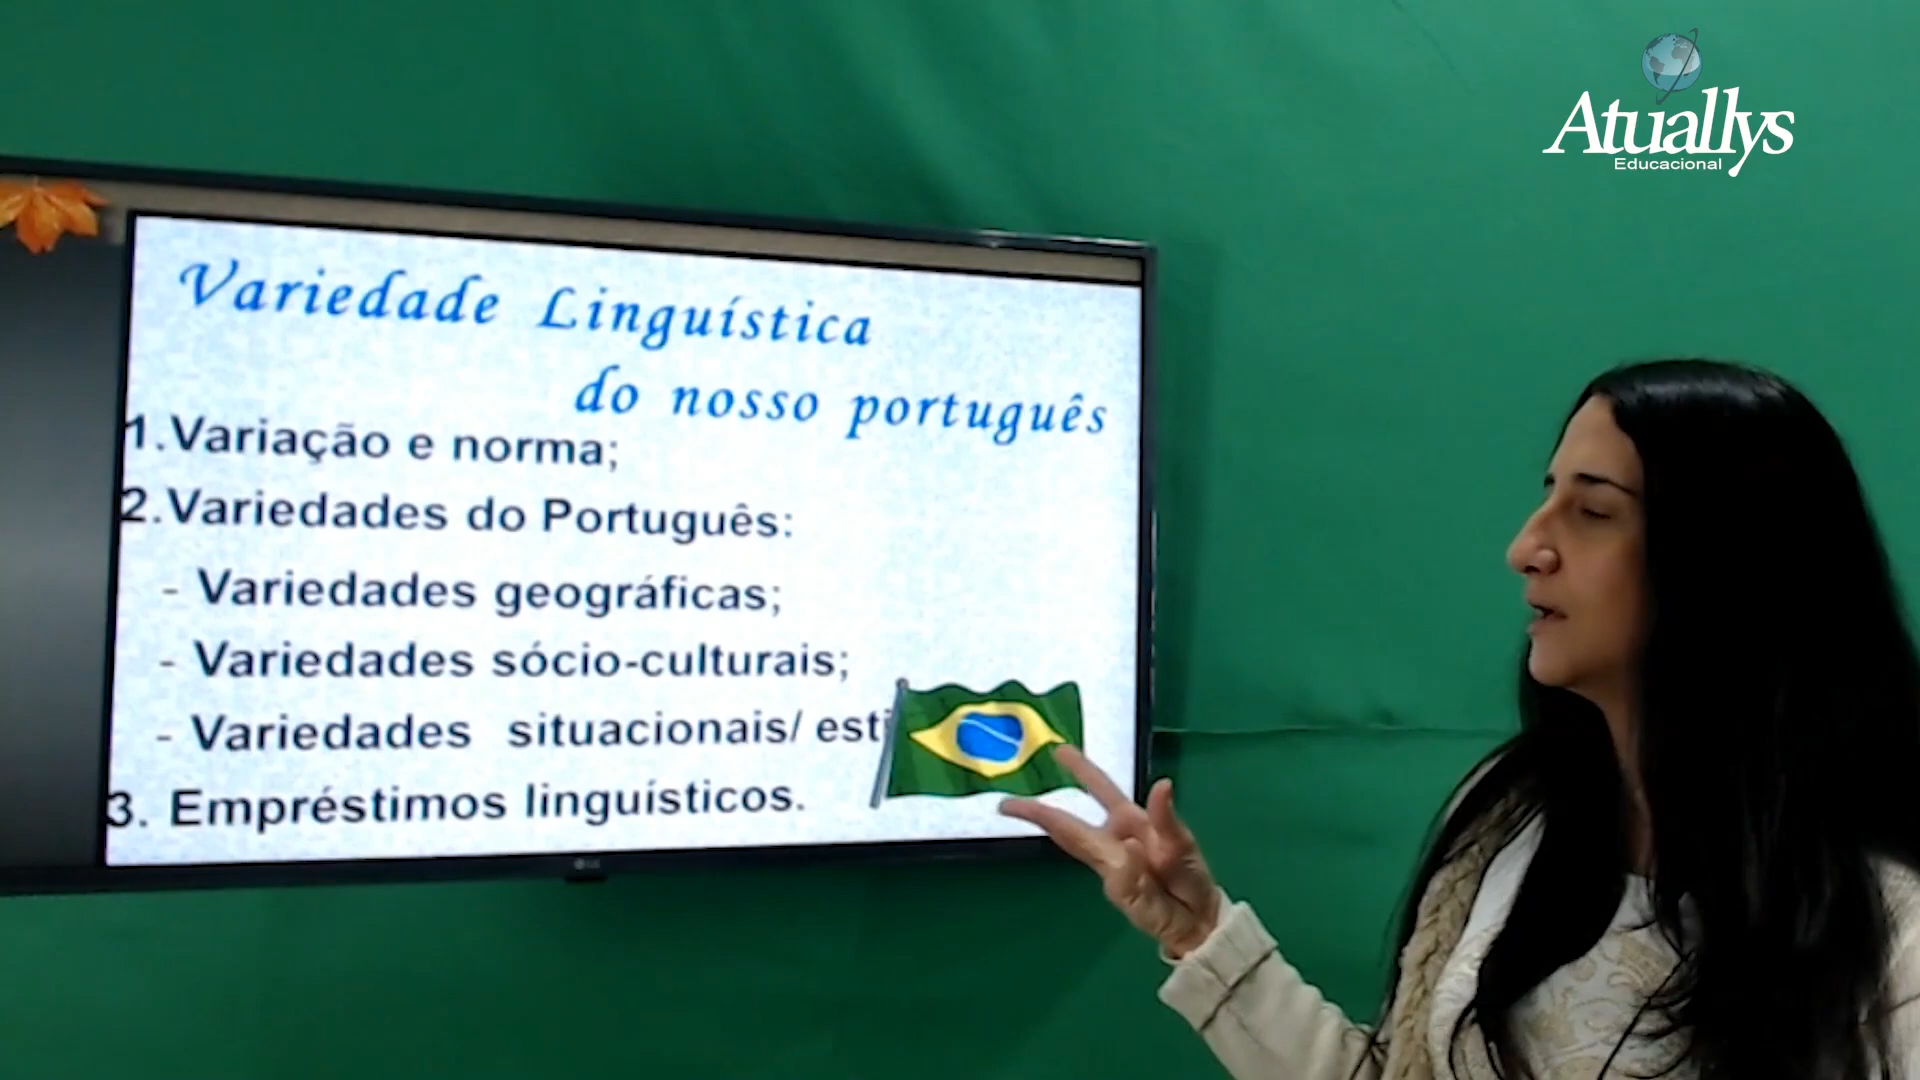 Atuallys
Educacional
Variedade Linguística
do nosso português
1.Variação e norma;
2.Variedades do Português:
- Variedades geográficas;
- Variedades sócio-culturais;
- Variedades situacionais/
3. Empréstimos linguísticos.
LG